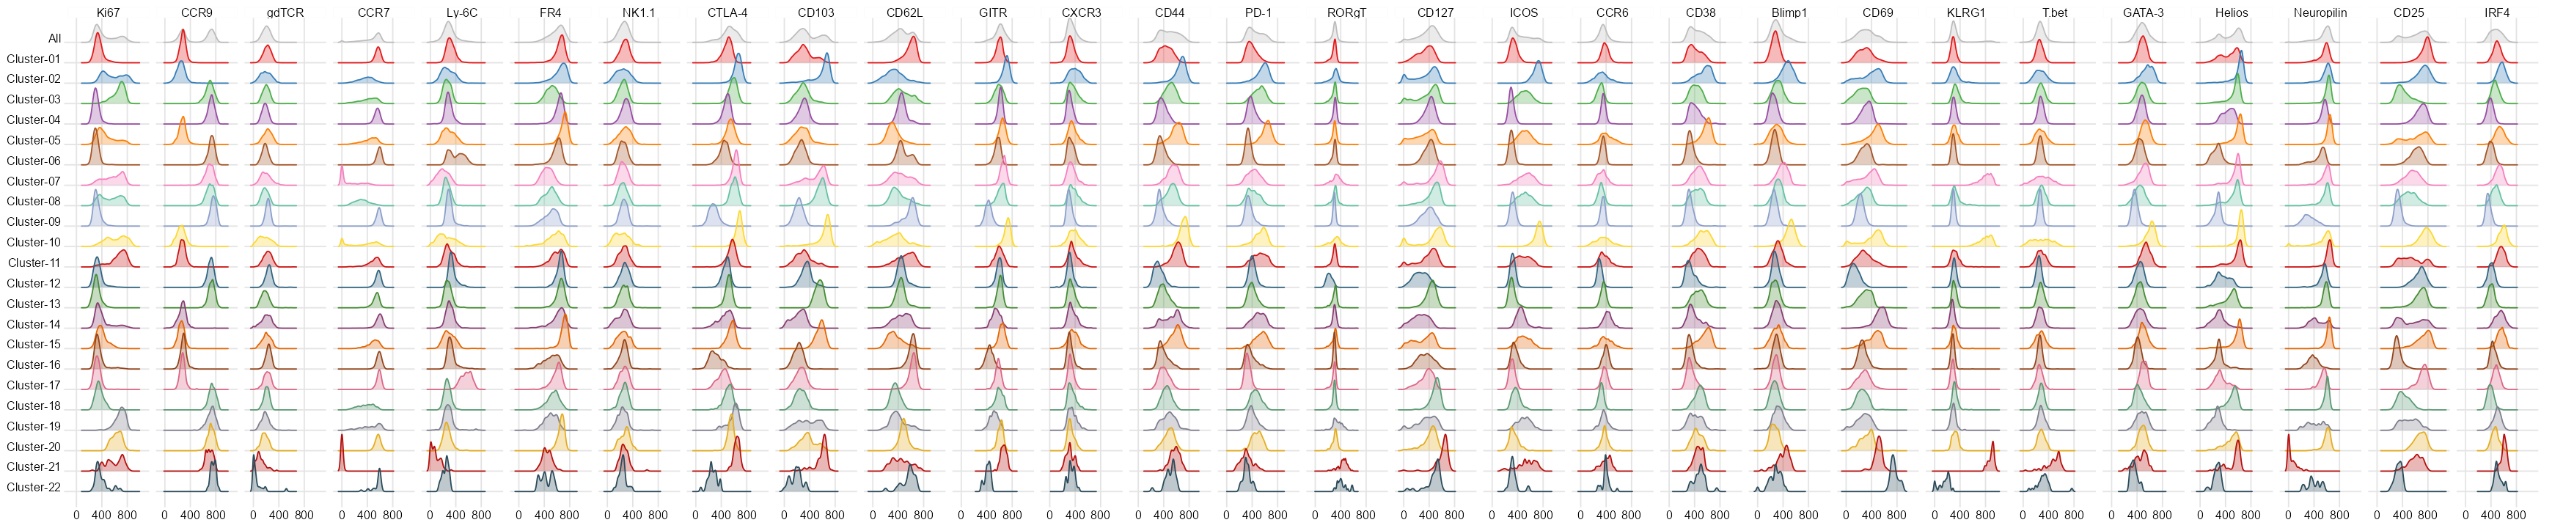 Ki67 CCR9 gdTCR CCR7 Ly-6C FR4 NK1.1 CTLA-4 CD103 CD62L GITR CXCR3 CD44 PD-1 RORgT CD127 ICOS CCR6 CD38 Blimp1 CD69 KLRG1 T.bet GATA-3 Helios Neuropilin CD25 IRF4
All
Cluster-01
Cluster-02
Cluster-03
Cluster-04
Cluster-05
Cluster-06
Cluster-07
Cluster-08
Cluster-09
Cluster-10
Cluster-11
Cluster-12
Cluster-13
Cluster-14
Cluster-15
Cluster-16
Cluster-17
Cluster-18
Cluster-19
Cluster-20
Cluster-21
Cluster-22
0 400 800 0 400 800 0 400 800 0 400 800 0 400 800 0 400 800 0 400 800 0 400 800 0 400 800 0 400 800 0 400 800 0 400 800 0 400 800 0 400 800 0 400 800 0 400 800 0 400 800 0 400 800 0 400 800 0 400 800 0 400 800 0 400 800 0 400 800 0 400 800 0 400 800 0 400 800 0 400 800 0 400 800